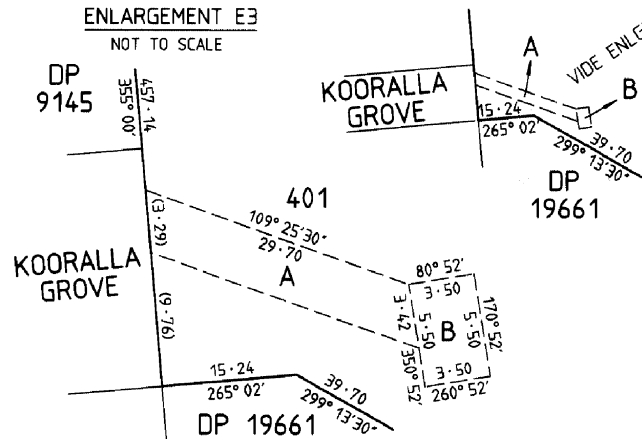 ENLARGEMENT E3
NOT TO SCALE
DP
9145
457·14
355° 00'
401
109° 25'30"
29·70
A
(3·29)
KOORALLA
GROVE
(9·76)
80° 52'
3·50
3·42
5·50
B
5·50
170° 52'
350° 52'
3·50
260° 52'
15·24
265° 02'
39·70
299° 13'30"
DP 19661
A
VIDE
B
KOORALLA
GROVE
15·24
265° 02'
39·70
299° 13'30"
DP
19661